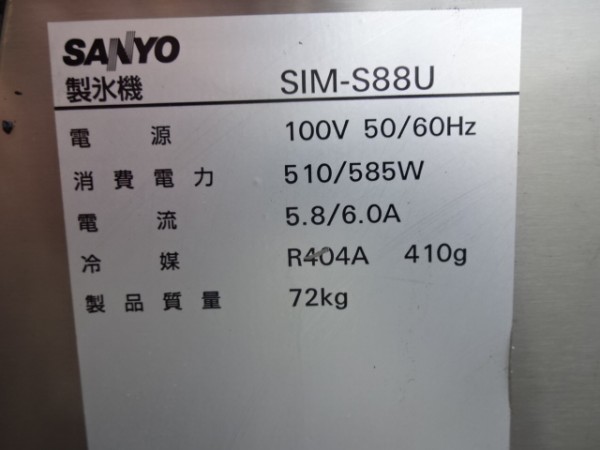 SANYO
製氷機 SIM-S88U
電源 100V 50/60Hz
消費電力 510/585W
電流 5.8/6.0A
冷媒 R404A 410g
製品質量 72kg